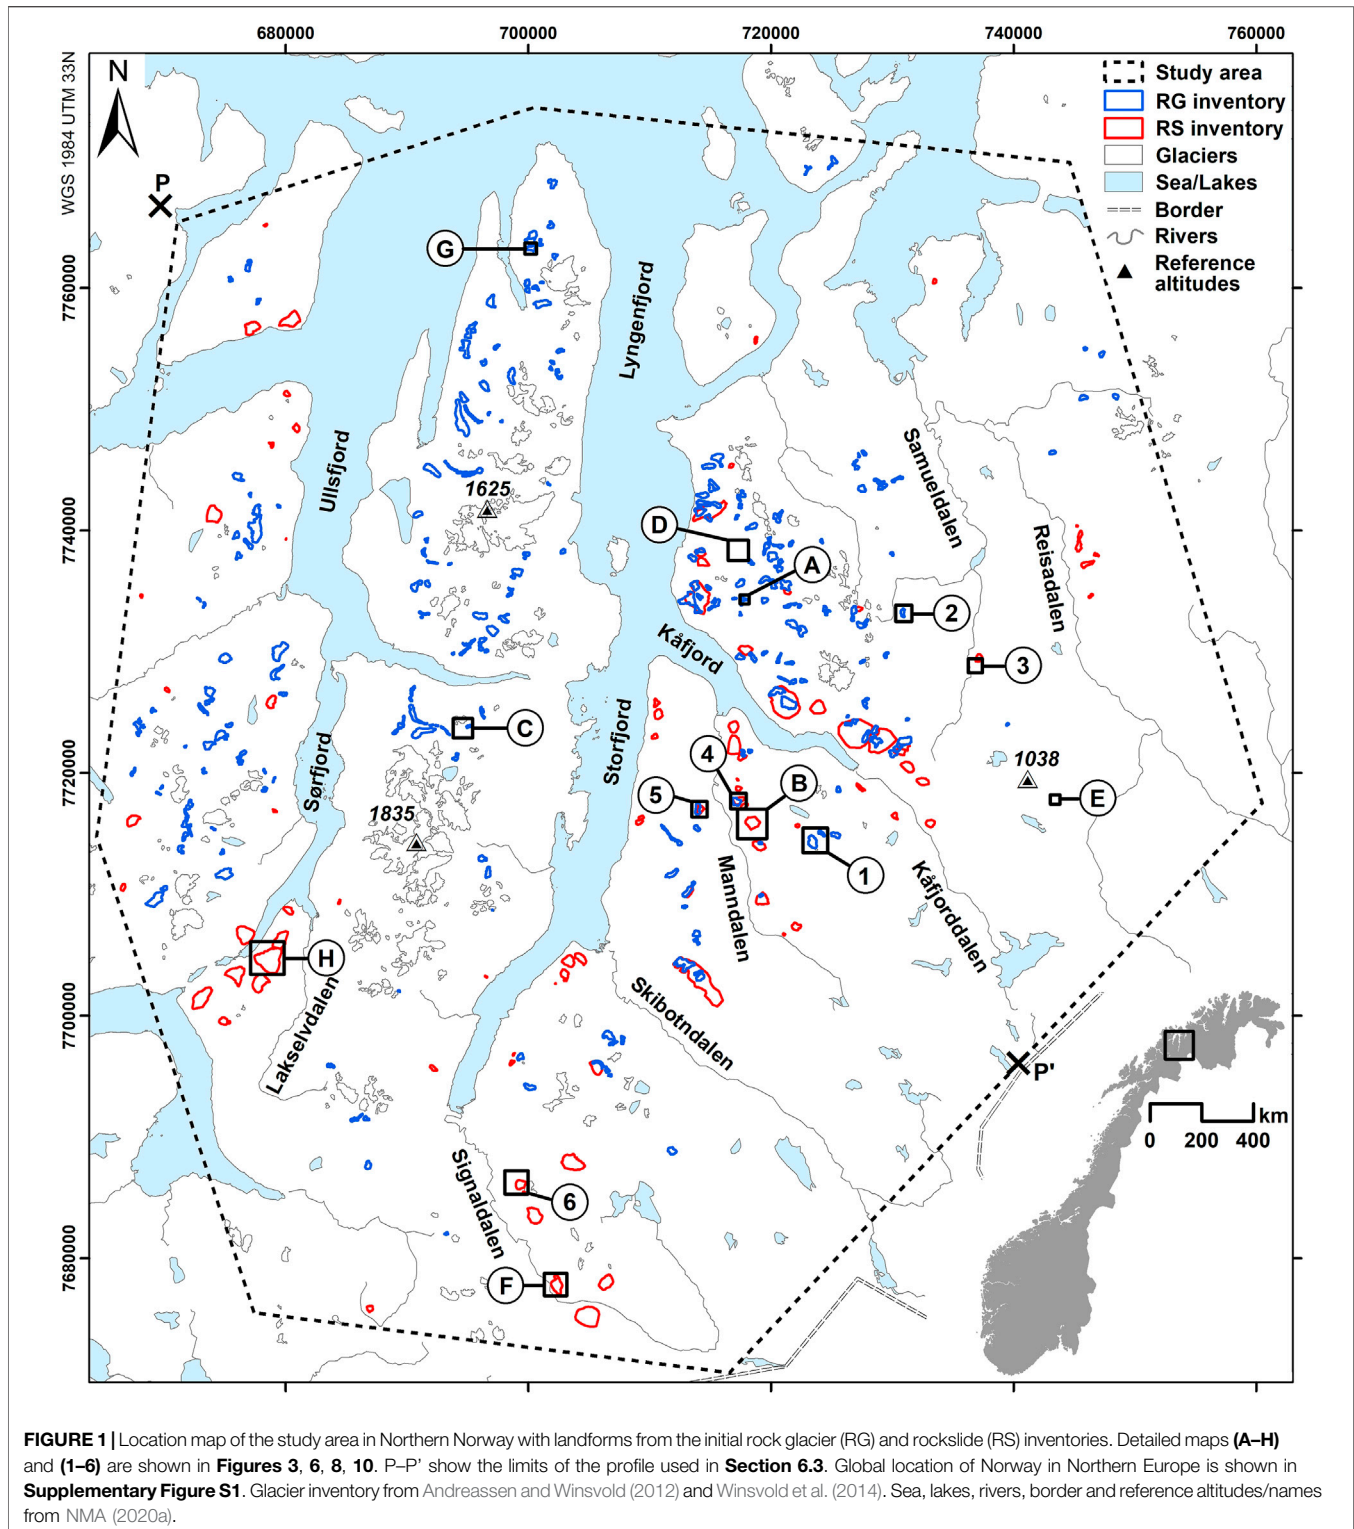 680000 700000 720000 740000 760000
WGS 1984 UTM 33N
7760000
7740000
7720000
7700000
7680000
N
Study area
RG inventory
RS inventory
Glaciers
Sea/Lakes
Border
Rivers
Reference
altitudes
P
G
Lyngenfjord
Ullsfjord
1625
Samueldalen
Reisadalen
D
A
2
3
Kåfjord
C
Storfjord
Sørfjord
1038
E
4
5
B
1835
1
Manndalen
Kåfjorddalen
H
Lakselvdalen
Skibotndalen
P'
km
0 200 400
Signaldalen
6
F
FIGURE 1 | Location map of the study area in Northern Norway with landforms from the initial rock glacier (RG) and rockslide (RS) inventories. Detailed maps (A–H)
and (1–6) are shown in Figures 3, 6, 8, 10. P–P’ show the limits of the profile used in Section 6.3. Global location of Norway in Northern Europe is shown in
Supplementary Figure S1. Glacier inventory from Andreassen and Winsvold (2012) and Winsvold et al. (2014). Sea, lakes, rivers, border and reference altitudes/names
from NMA (2020a).